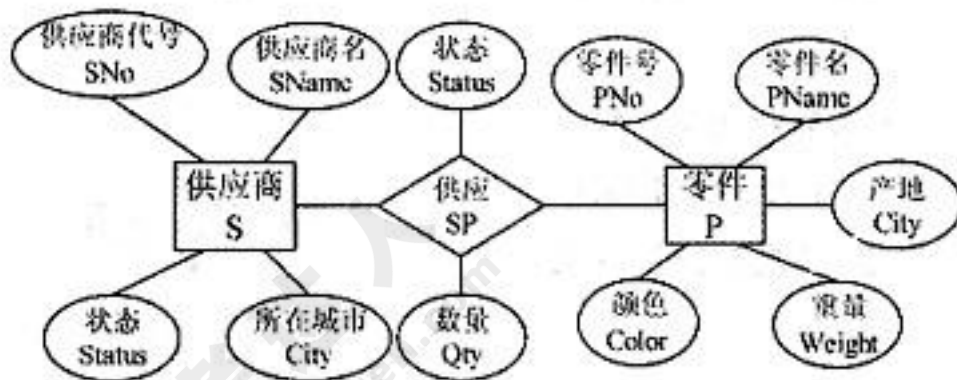 供应商代号
SNo
供应商名
SName
状态
Status
零件号
PNo
零件名
PName
供应商
S
供应
SP
零件
P
产地
City
状态
Status
所在城市
City
数量
Qty
颜色
Color
重量
Weight